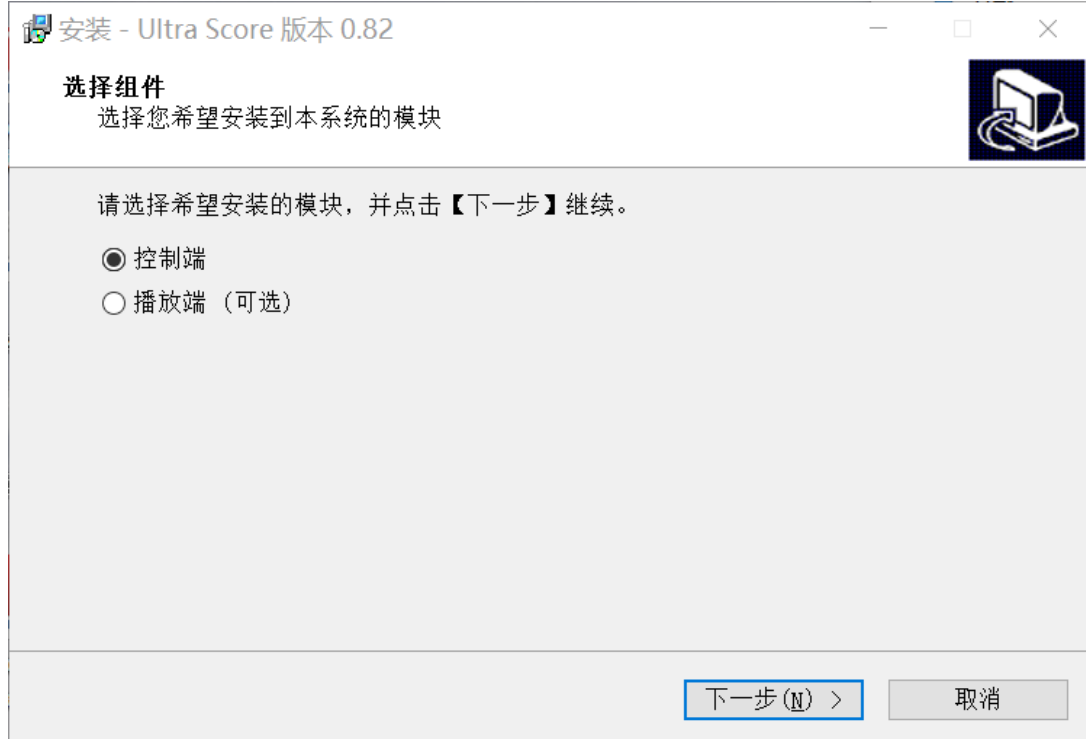 安装 - Ultra Score 版本 0.82
选择组件
选择您希望安装到本系统的模块
请选择希望安装的模块，并点击【下一步】继续。
控制端
播放端 （可选）
下一步(N) >
取消